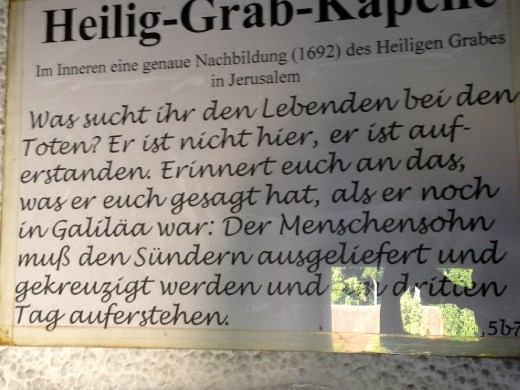 Heilig-Grab-Kapelle
Im Inneren eine genaue Nachbildung (1692) des Heiligen Grabes
in Jerusalem
Was sucht ihr den Lebenden bei den
Toten? Er ist nicht hier, er ist auf-
erstanden. Erinnert euch an das,
was er euch gesagt hat, als er noch
in Galiläa war: Der Menschensohn
muß den Sündern ausgeliefert und
gekreuzigt werden und dritten
Tag auferstehen.